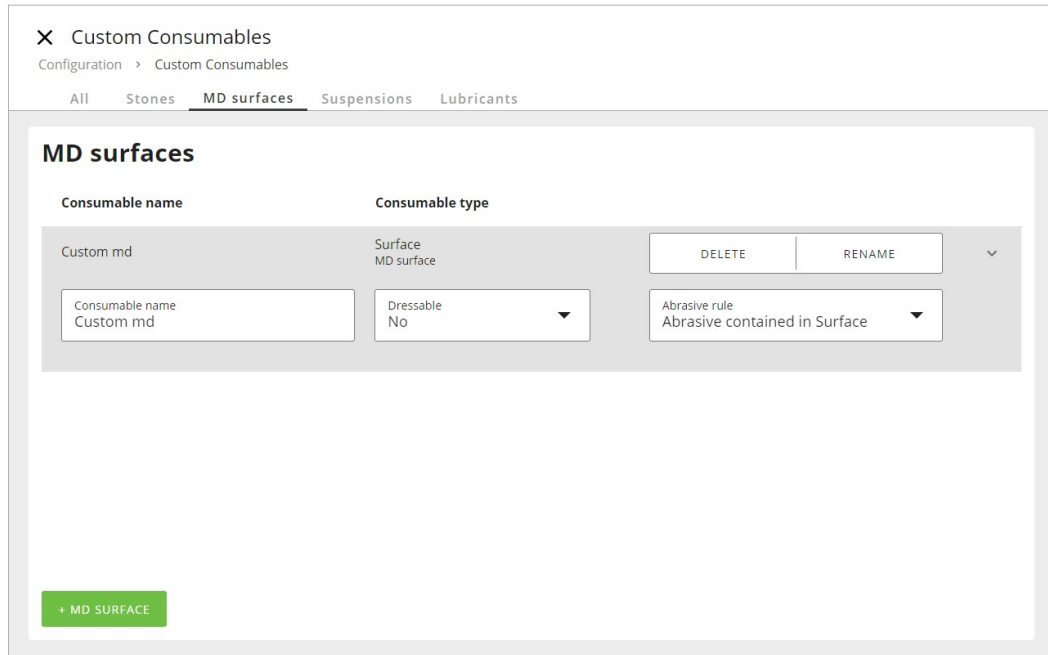 Custom Consumables
Configuration > Custom Consumables
All Stones MD surfaces Suspensions Lubricants
MD surfaces
Consumable name Consumable type
Custom md
Surface
MD surface
DELETE RENAME
Consumable name
Custom md
Dressable
No
Abrasive rule
Abrasive contained in Surface
+ MD SURFACE